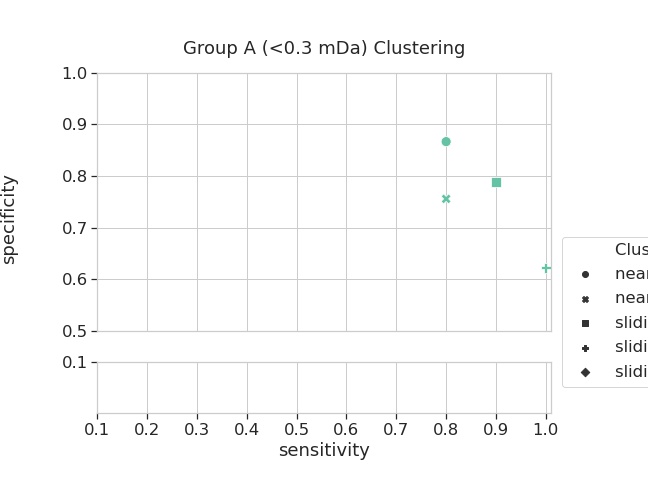 Group A (<0.3 mDa) Clustering
1.0
0.9
0.8
0.7
0.6
0.5
0.1
specificity
0.1 0.2 0.3 0.4 0.5 0.6 0.7 0.8 0.9 1.0
sensitivity
Clus
near
near
slidi
slidi
slidi